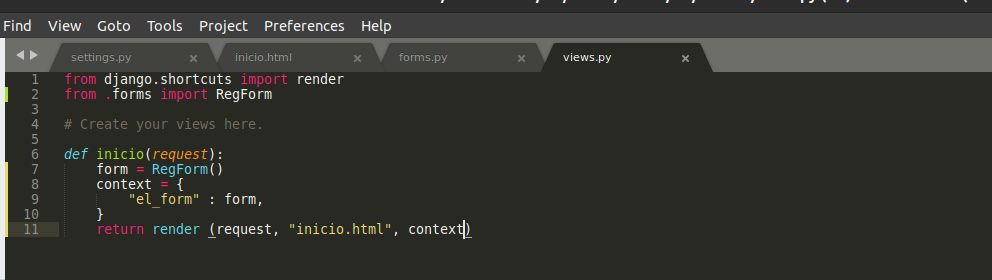 Find View Goto Tools Project Preferences Help
settings.py × inicio.html × forms.py × views.py ×
1 from django.shortcuts import render
2 from .forms import RegForm
3
4 # Create your views here.
5
6 def inicio(request):
7 form = RegForm()
8 context = {
9 "el_form" : form,
10 }
11 return render (request, "inicio.html", context)